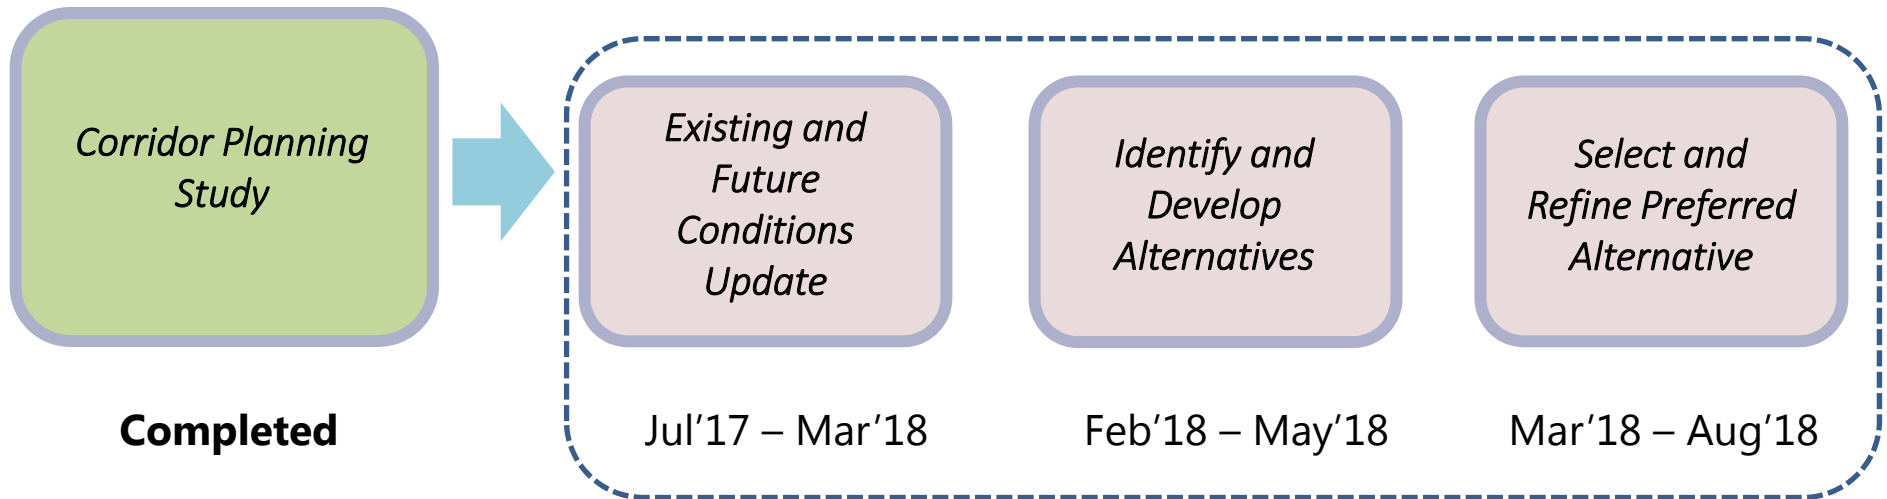 Corridor Planning
Study
Existing and
Future
Conditions
Update
Identify and
Develop
Alternatives
Select and
Refine Preferred
Alternative
Completed
Jul’17 – Mar’18
Feb’18 – May’18
Mar’18 – Aug’18